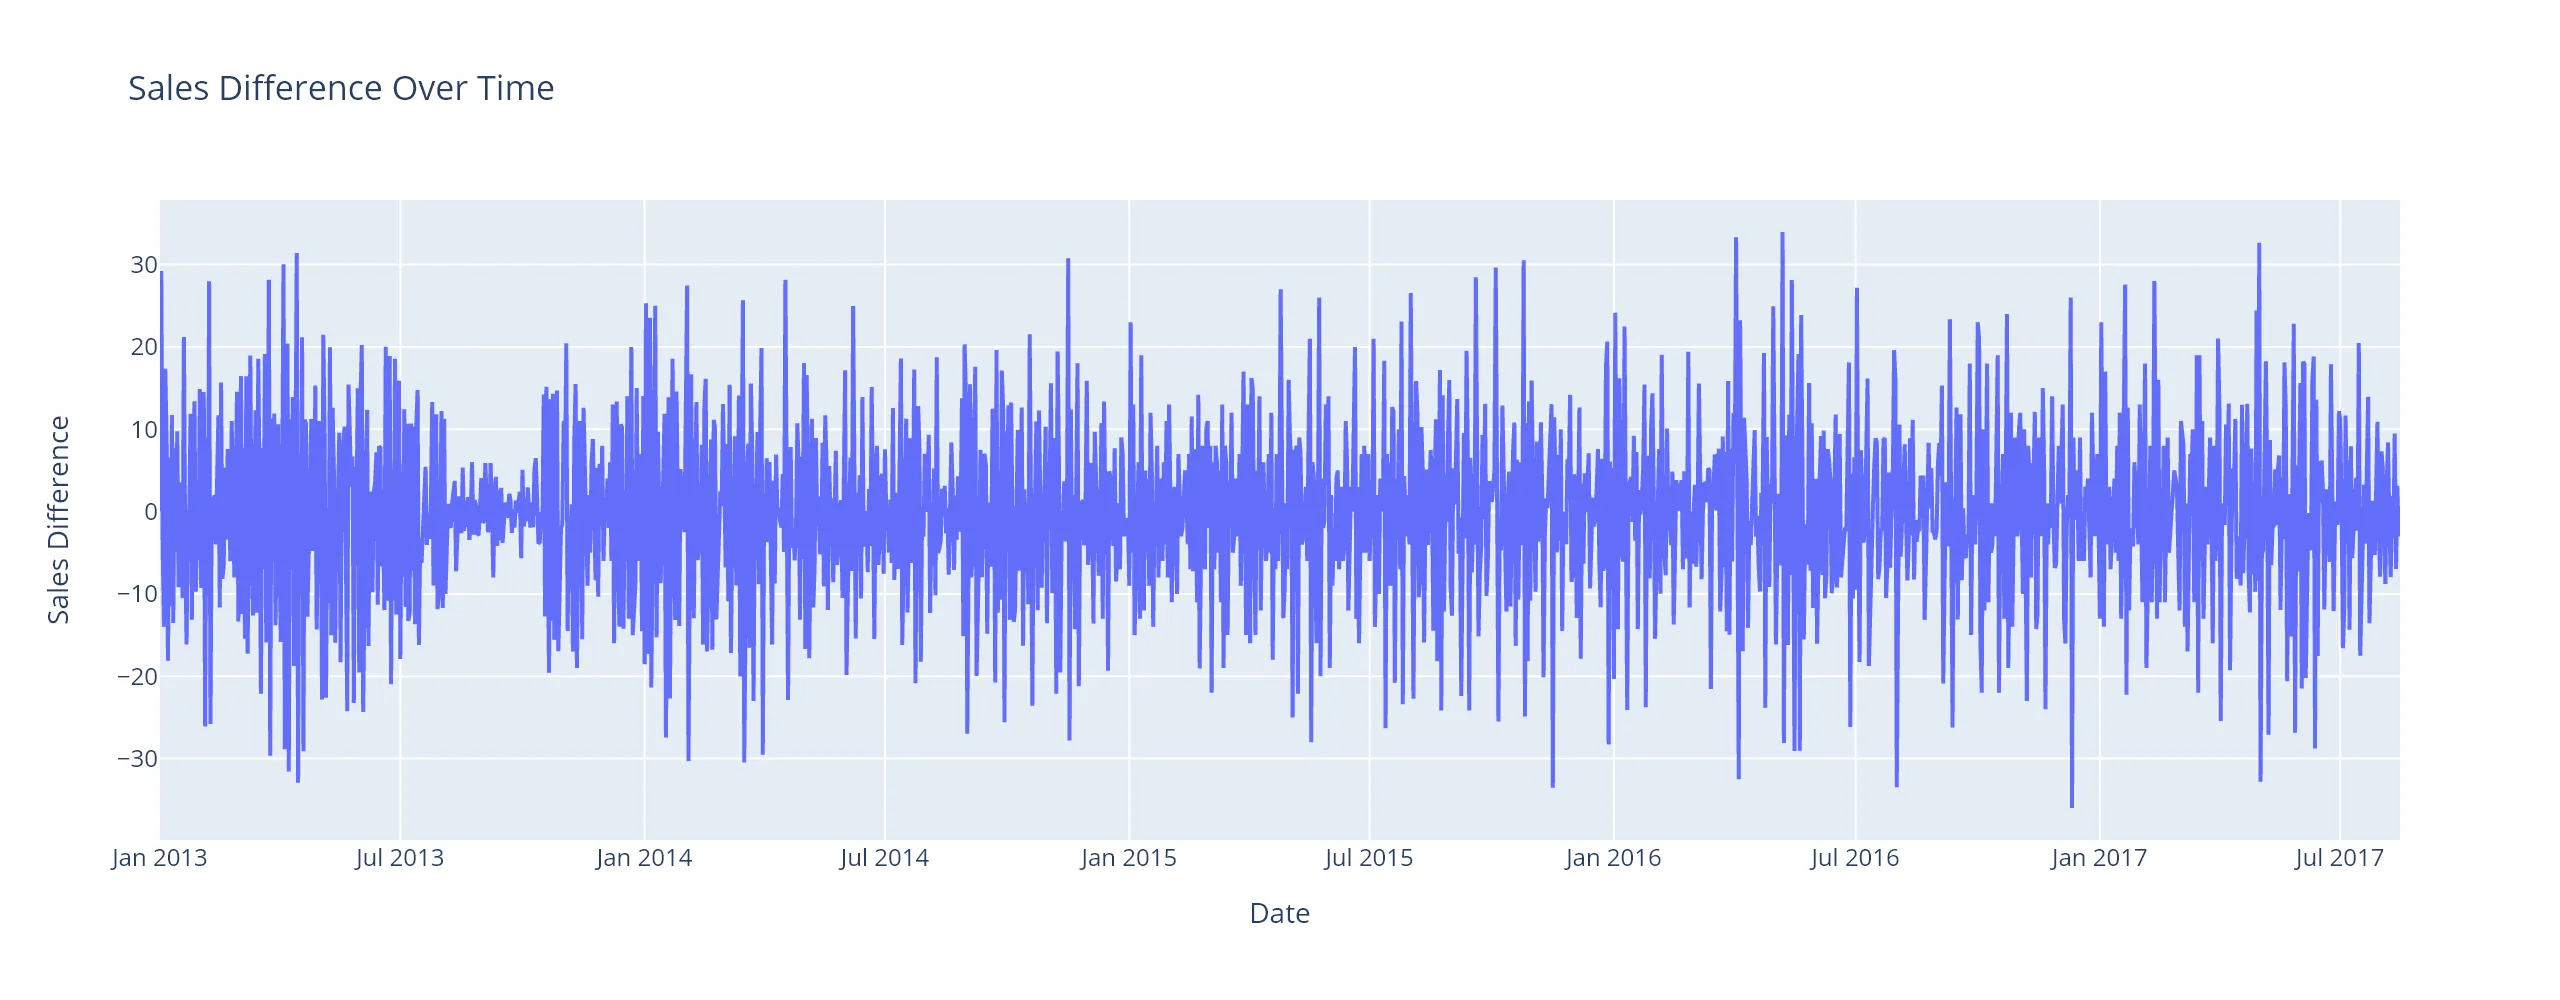 Sales Difference Over Time
Sales Difference
30
20
10
0
−10
−20
−30
Jan 2013 Jul 2013 Jan 2014 Jul 2014 Jan 2015 Jul 2015 Jan 2016 Jul 2016 Jan 2017 Jul 2017
Date